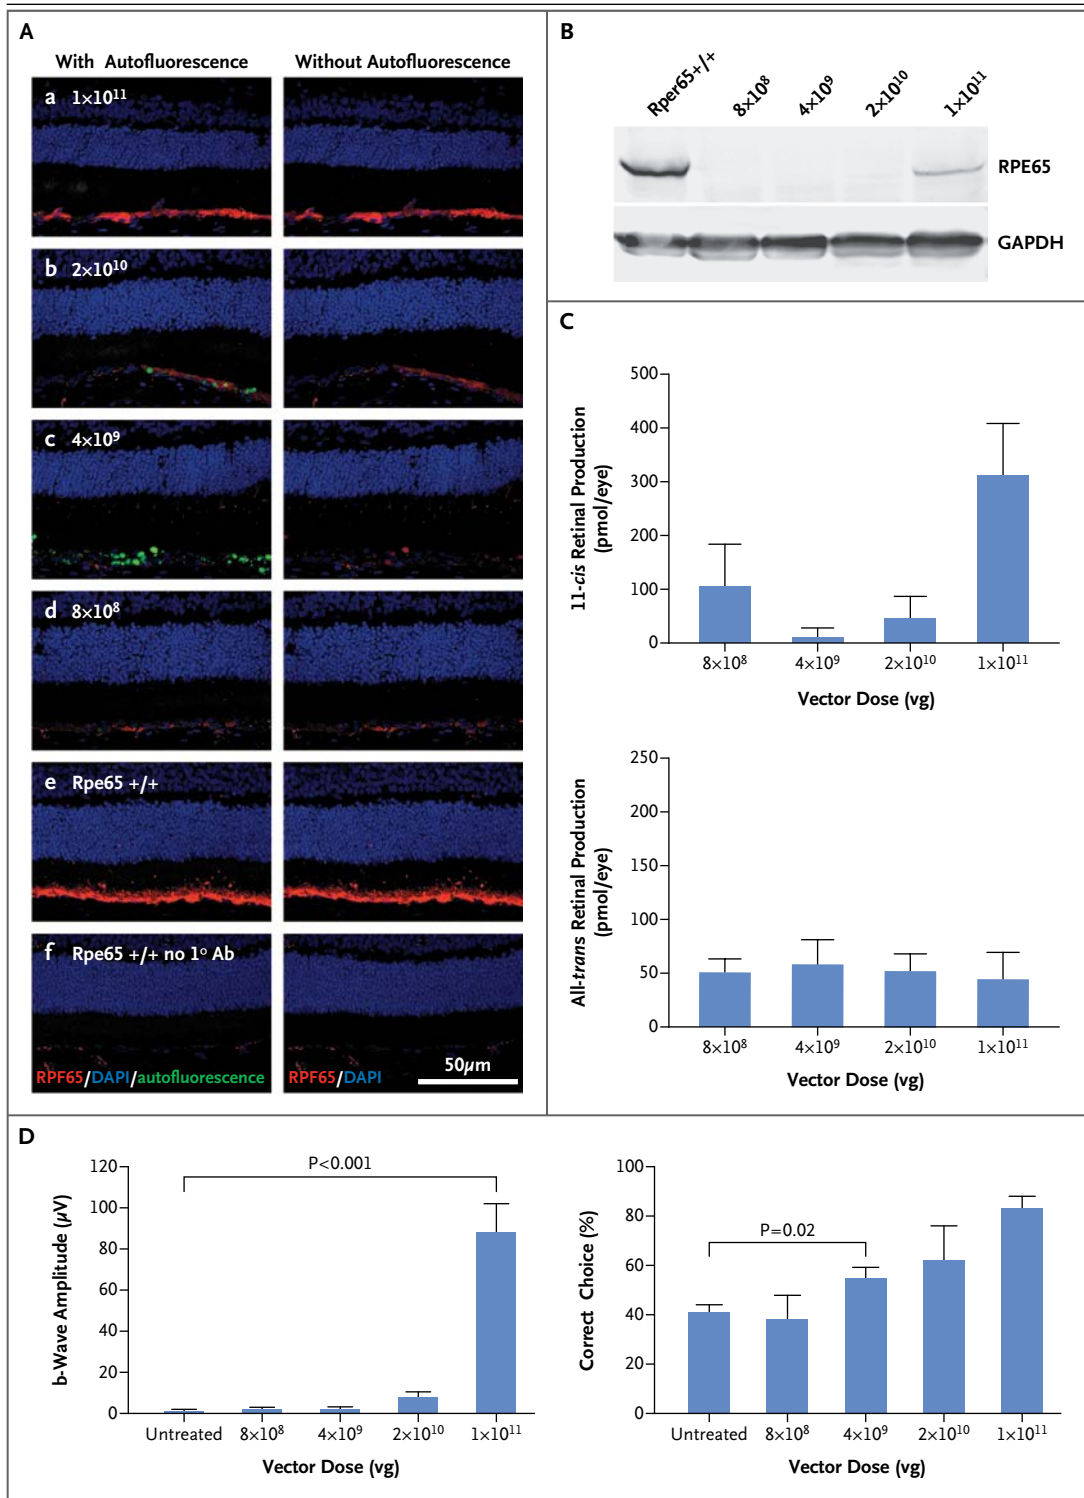 A
With Autofluorescence
Without Autofluorescence
a 1×10¹¹
b 2×10¹⁰
c 4×10⁹
d 8×10⁸
e Rpe65 +/+
f Rpe65 +/+ no 1° Ab
RPF65/DAPI/autofluorescence
RPF65/DAPI
50µm
B
Rper65+/+
8×10⁸
4×10⁹
2×10¹⁰
1×10¹¹
RPE65
GAPDH
C
11-cis Retinal Production
(pmol/eye)
500
400
300
200
100
0
8×10⁸
4×10⁹
2×10¹⁰
1×10¹¹
Vector Dose (vg)
All-trans Retinal Production
(pmol/eye)
250
200
150
100
50
0
8×10⁸
4×10⁹
2×10¹⁰
1×10¹¹
Vector Dose (vg)
D
b-Wave Amplitude (µV)
120
100
80
60
40
20
0
P<0.001
Untreated
8×10⁸
4×10⁹
2×10¹⁰
1×10¹¹
Vector Dose (vg)
Correct Choice (%)
100
80
60
40
20
0
P=0.02
Untreated
8×10⁸
4×10⁹
2×10¹⁰
1×10¹¹
Vector Dose (vg)